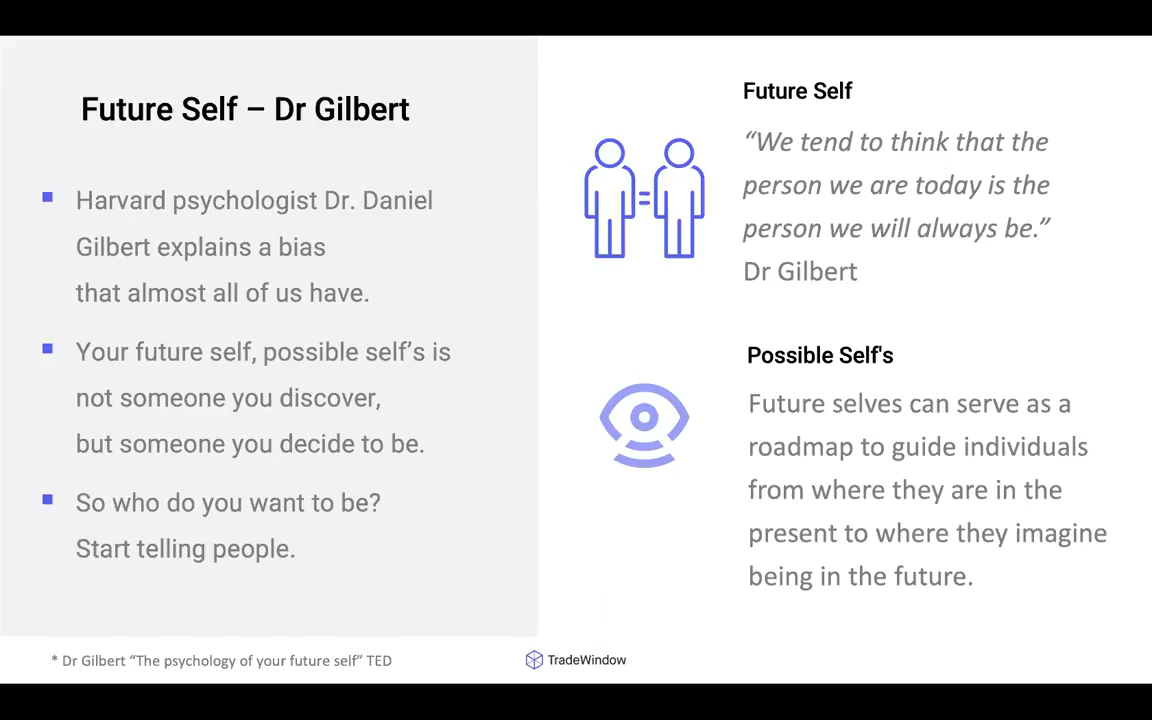 Future Self – Dr Gilbert
Harvard psychologist Dr. Daniel
Gilbert explains a bias
that almost all of us have.
Your future self, possible self’s is
not someone you discover,
but someone you decide to be.
So who do you want to be?
Start telling people.
Future Self
“We tend to think that the
person we are today is the
person we will always be.”
Dr Gilbert
Possible Self's
Future selves can serve as a
roadmap to guide individuals
from where they are in the
present to where they imagine
being in the future.
* Dr Gilbert “The psychology of your future self” TED
TradeWindow